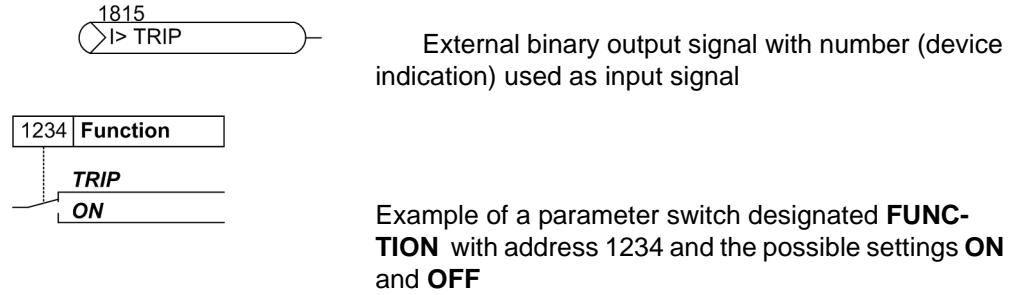 1815
I> TRIP
External binary output signal with number (device
indication) used as input signal
1234 Function
TRIP
ON
Example of a parameter switch designated FUNC-
TION with address 1234 and the possible settings ON
and OFF